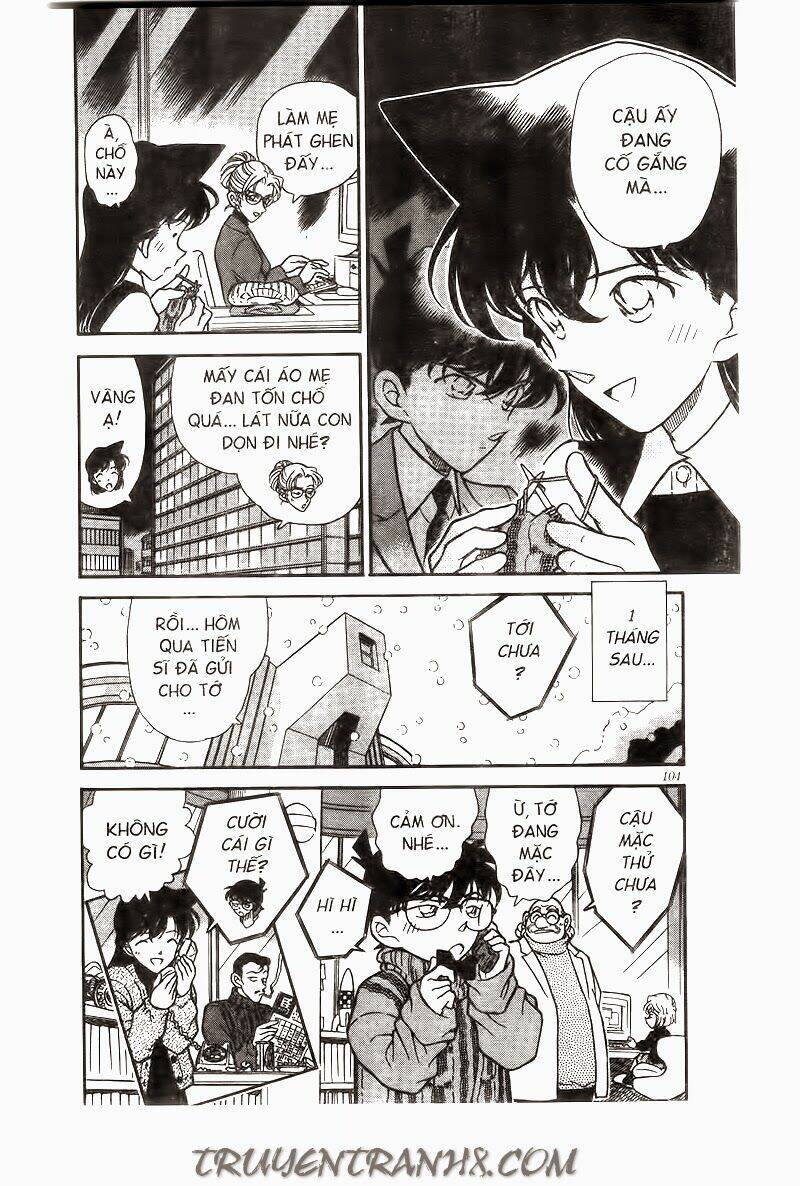 CẬU ẤY
ĐANG
CỐ GẮNG
MÀ...
LÀM MẸ
PHÁT GHEN
ĐẤY...
À,
CHỖ
NÀY
...
MẤY CÁI ÁO MẸ
ĐAN TỐN CHỖ
QUÁ... LÁT NỮA CON
DỌN ĐI NHÉ?
VÂNG
Ạ!
1
THÁNG
SAU...
TỚI
CHƯA
?
RỒI... HÔM
QUA TIẾN
SĨ ĐÃ GỬI
CHO TỚ
...
104
CẬU
MẶC
THỬ
CHƯA
?
Ừ, TỚ
ĐANG
MẶC
ĐÂY...
CẢM ƠN.
NHÉ...
HÌ HÌ
...
CƯỜI
CÁI GÌ
THẾ?
KHÔNG
CÓ GÌ!
TRUYENTRANH8.COM